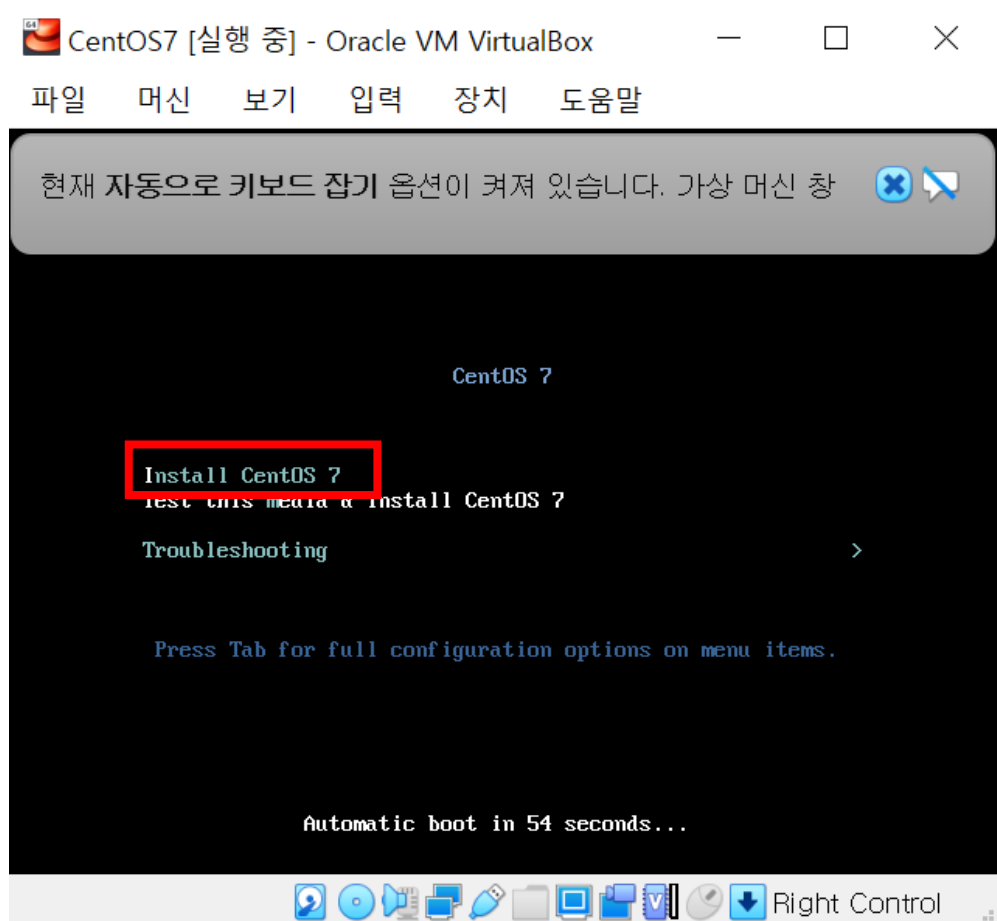 CentOS7 [실행 중] - Oracle VM VirtualBox
파일 머신 보기 입력 장치 도움말
현재 자동으로 키보드 잡기 옵션이 켜져 있습니다. 가상 머신 창
CentOS 7
Install CentOS 7
Test this media & install CentOS 7
Troubleshooting >
Press Tab for full configuration options on menu items.
Automatic boot in 54 seconds...
Right Control